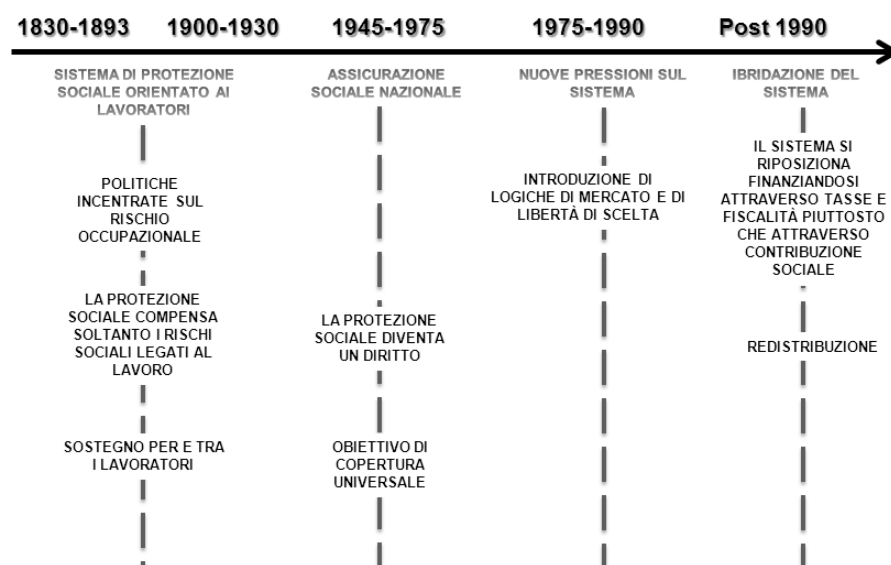 1830-1893 1900-1930 1945-1975 1975-1990 Post 1990
SISTEMA DI PROTEZIONE
SOCIALE ORIENTATO AI
LAVORATORI
ASSICURAZIONE
SOCIALE NAZIONALE
NUOVE PRESSIONI SUL
SISTEMA
IBRIDAZIONE DEL
SISTEMA
POLITICHE
INCENTRATE SUL
RISCHIO
OCCUPAZIONALE
LA PROTEZIONE
SOCIALE COMPENSA
SOLTANTO I RISCHI
SOCIALI LEGATI AL
LAVORO
SOSTEGNO PER E TRA
I LAVORATORI
LA PROTEZIONE
SOCIALE DIVENTA
UN DIRITTO
OBIETTIVO DI
COPERTURA
UNIVERSALE
INTRODUZIONE DI
LOGICHE DI MERCATO E DI
LIBERTÀ DI SCELTA
IL SISTEMA SI
RIPOSIZIONA
FINANZIANDOSI
ATTRAVERSO TASSE E
FISCALITÀ PIUTTOSTO
CHE ATTRAVERSO
CONTRIBUZIONE
SOCIALE
REDISTRIBUZIONE